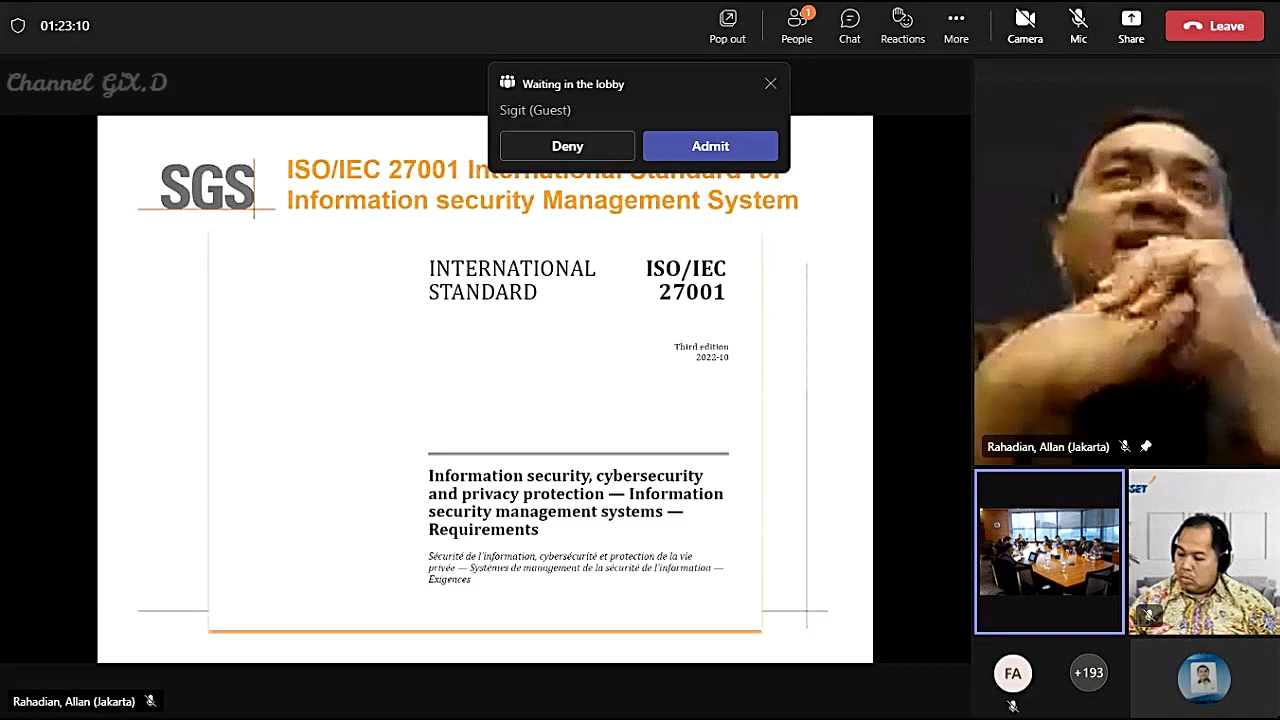 01:23:10
Pop out
People
1
Chat
Reactions
More
Camera
Mic
Share
Leave
Channel GiX.D
Waiting in the lobby
Sigit (Guest)
Deny
Admit
SGS
ISO/IEC 27001 International Standard for
Information security Management System
INTERNATIONAL
STANDARD
ISO/IEC
27001
Third edition
2022-10
Information security, cybersecurity
and privacy protection — Information
security management systems —
Requirements
Sécurité de l'information, cybersécurité et protection de la vie
privée — Systèmes de management de la sécurité de l'information —
Exigences
Rahadian, Allan (Jakarta)
SET
FA
+193
Rahadian, Allan (Jakarta)